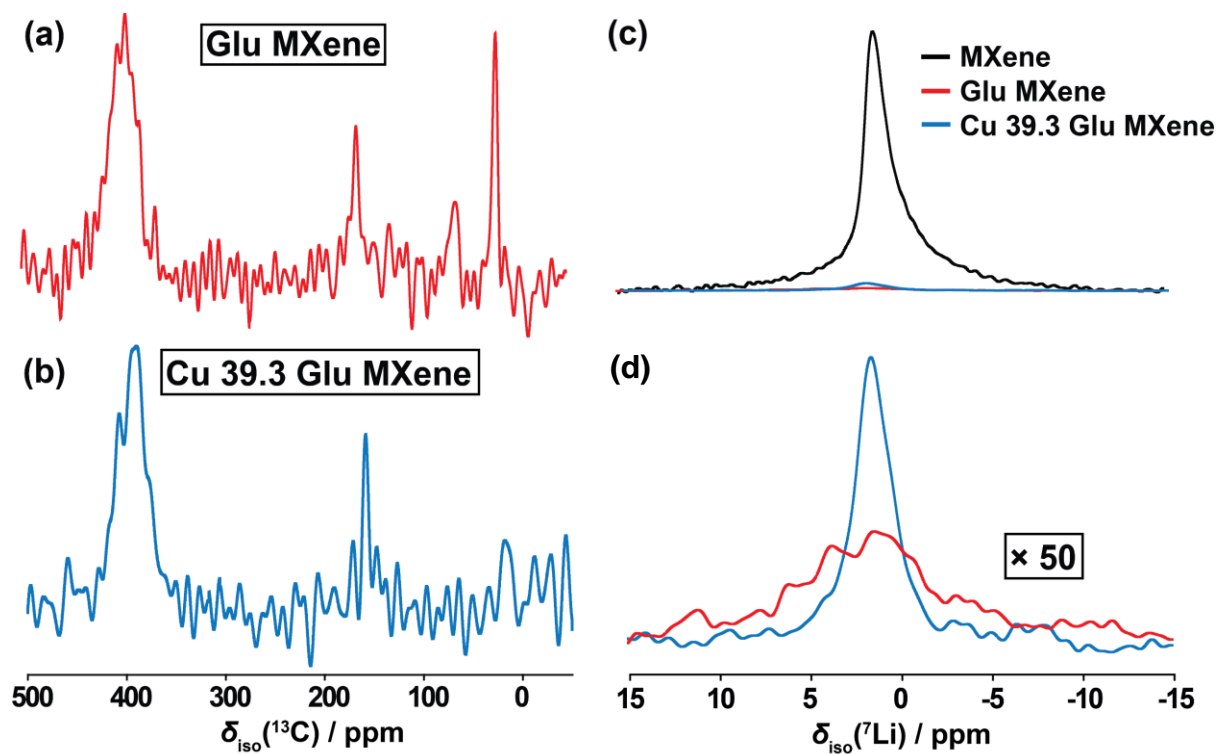 (a)
Glu MXene
(b)
Cu 39.3 Glu MXene
500 400 300 200 100 0
δiso(¹³C) / ppm
(c)
MXene
Glu MXene
Cu 39.3 Glu MXene
(d)
× 50
15 10 5 0 -5 -10 -15
δiso(⁷Li) / ppm